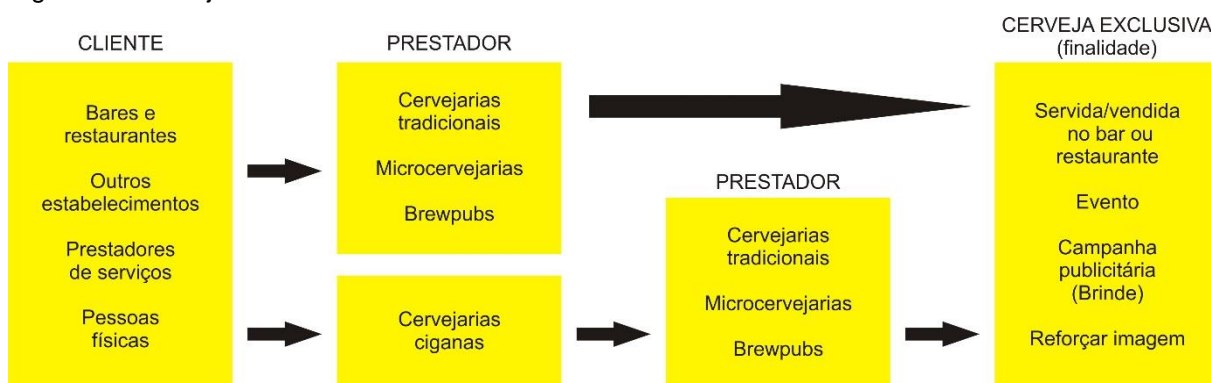 CLIENTE
Bares e
restaurantes
Outros
estabelecimentos
Prestadores
de serviços
Pessoas
físicas
PRESTADOR
Cervejarias
tradicionais
Microcervejarias
Brewpubs
Cervejarias
ciganas
PRESTADOR
Cervejarias
tradicionais
Microcervejarias
Brewpubs
CERVEJA EXCLUSIVA
(finalidade)
Servida/vendida
no bar ou
restaurante
Evento
Campanha
publicitária
(Brinde)
Reforçar imagem